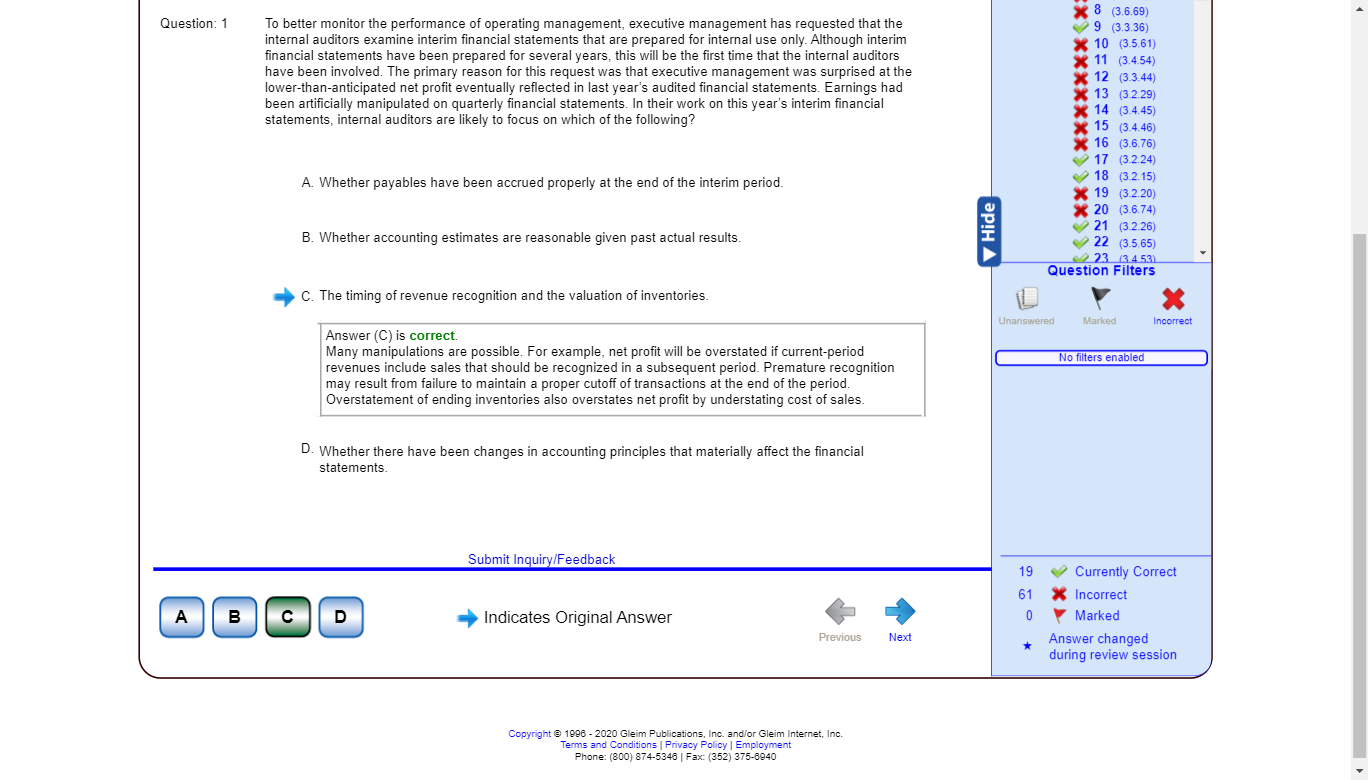 Question: 1
To better monitor the performance of operating management, executive management has requested that the
internal auditors examine interim financial statements that are prepared for internal use only. Although interim
financial statements have been prepared for several years, this will be the first time that the internal auditors
have been involved. The primary reason for this request was that executive management was surprised at the
lower-than-anticipated net profit eventually reflected in last year's audited financial statements. Earnings had
been artificially manipulated on quarterly financial statements. In their work on this year's interim financial
statements, internal auditors are likely to focus on which of the following?
A. Whether payables have been accrued properly at the end of the interim period.
B. Whether accounting estimates are reasonable given past actual results.
C. The timing of revenue recognition and the valuation of inventories.
Answer (C) is correct.
Many manipulations are possible. For example, net profit will be overstated if current-period
revenues include sales that should be recognized in a subsequent period. Premature recognition
may result from failure to maintain a proper cutoff of transactions at the end of the period.
Overstatement of ending inventories also overstates net profit by understating cost of sales.
D. Whether there have been changes in accounting principles that materially affect the financial
statements.
Submit Inquiry/Feedback
A B C D
Indicates Original Answer
Previous
Next
8 (3.6.69)
9 (3.3.36)
10 (3.5.61)
11 (3.4.54)
12 (3.3.44)
13 (3.2.29)
14 (3.4.45)
15 (3.4.46)
16 (3.6.76)
17 (3.2.24)
18 (3.2.15)
19 (3.2.20)
20 (3.6.74)
21 (3.2.26)
22 (3.5.65)
23 (3.4.53)
Hide
Question Filters
Unanswered
Marked
Incorrect
No filters enabled
19 Currently Correct
61 Incorrect
0 Marked
Answer changed
during review session
Copyright © 1996 - 2020 Gleim Publications, Inc. and/or Gleim Internet, Inc.
Terms and Conditions | Privacy Policy | Employment
Phone: (800) 874-5346 | Fax: (352) 375-6940